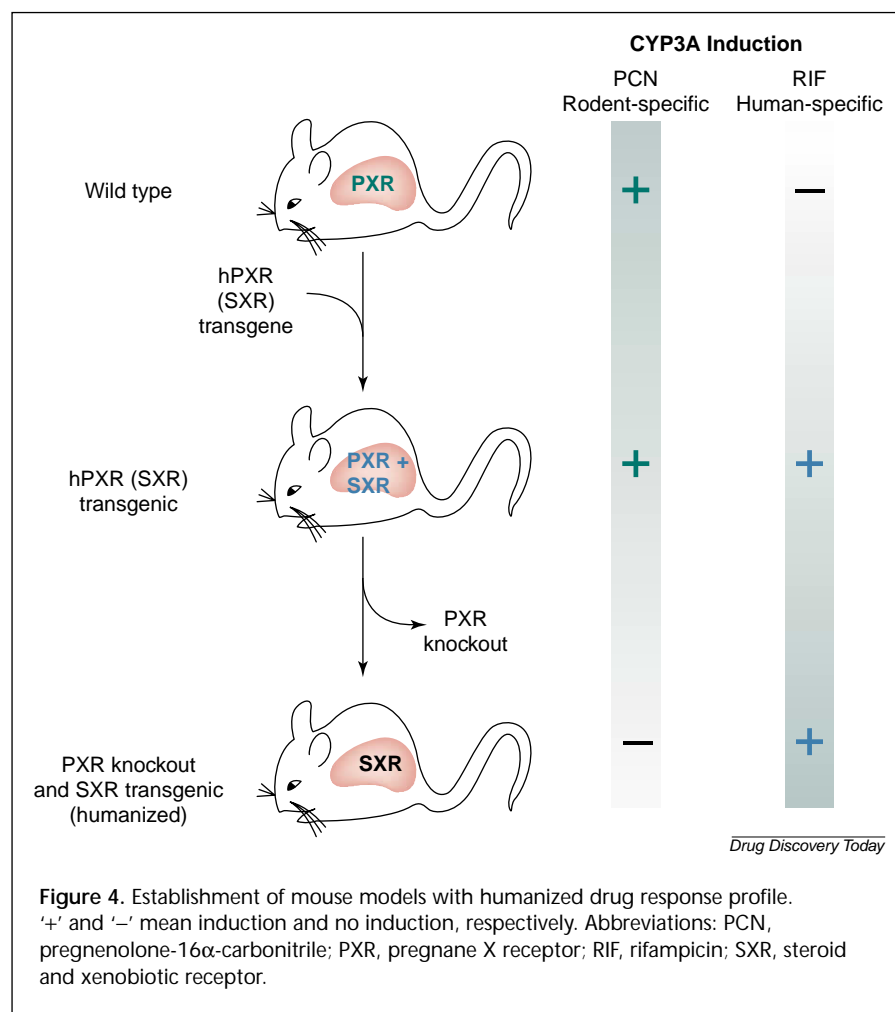 CYP3A Induction
PCN
Rodent-specific
RIF
Human-specific
Wild type
PXR
+
–
hPXR
(SXR)
transgene
hPXR (SXR)
transgenic
PXR +
SXR
+
+
PXR
knockout
PXR knockout
and SXR transgenic
(humanized)
SXR
–
+
Drug Discovery Today
Figure 4. Establishment of mouse models with humanized drug response profile.
‘+’ and ‘–’ mean induction and no induction, respectively. Abbreviations: PCN,
pregnenolone-16α-carbonitrile; PXR, pregnane X receptor; RIF, rifampicin; SXR, steroid
and xenobiotic receptor.